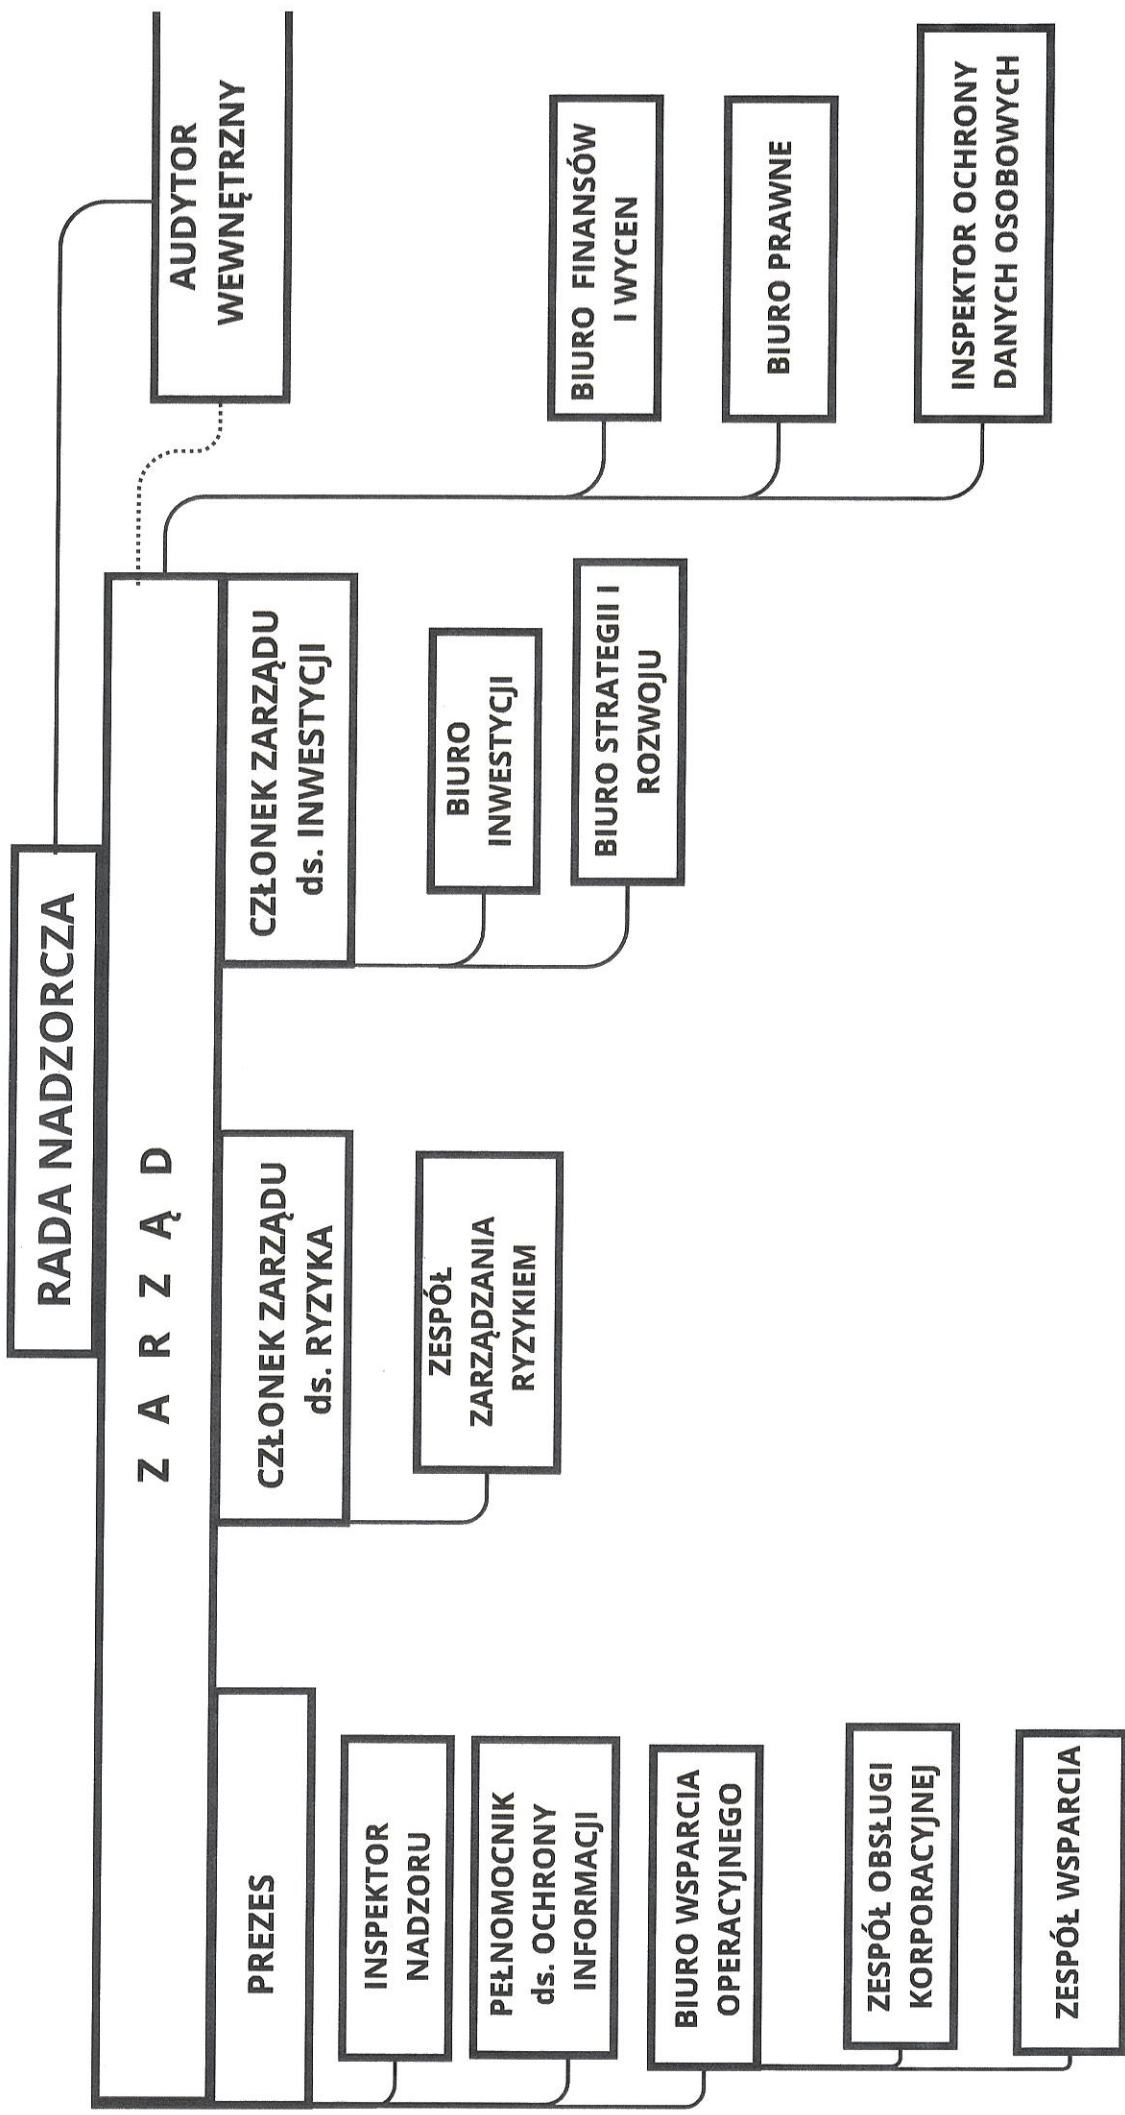 RADA NADZORCZA
Z A R Z Ą D
AUDYTOR
WEWNĘTRZNY
PREZES
CZŁONEK ZARZĄDU
ds. RYZYKA
CZŁONEK ZARZĄDU
ds. INWESTYCJI
INSPEKTOR
NADZORU
PEŁNOMOCNIK
ds. OCHRONY
INFORMACJI
BIURO WSPARCIA
OPERACYJNEGO
ZESPÓŁ OBSŁUGI
KORPORACYJNEJ
ZESPÓŁ WSPARCIA
ZESPÓŁ
ZARZĄDZANIA
RYZYKIEM
BIURO
INWESTYCJI
BIURO STRATEGII I
ROZWOJU
BIURO FINANSÓW
I WYCEN
BIURO PRAWNE
INSPEKTOR OCHRONY
DANYCH OSOBOWYCH